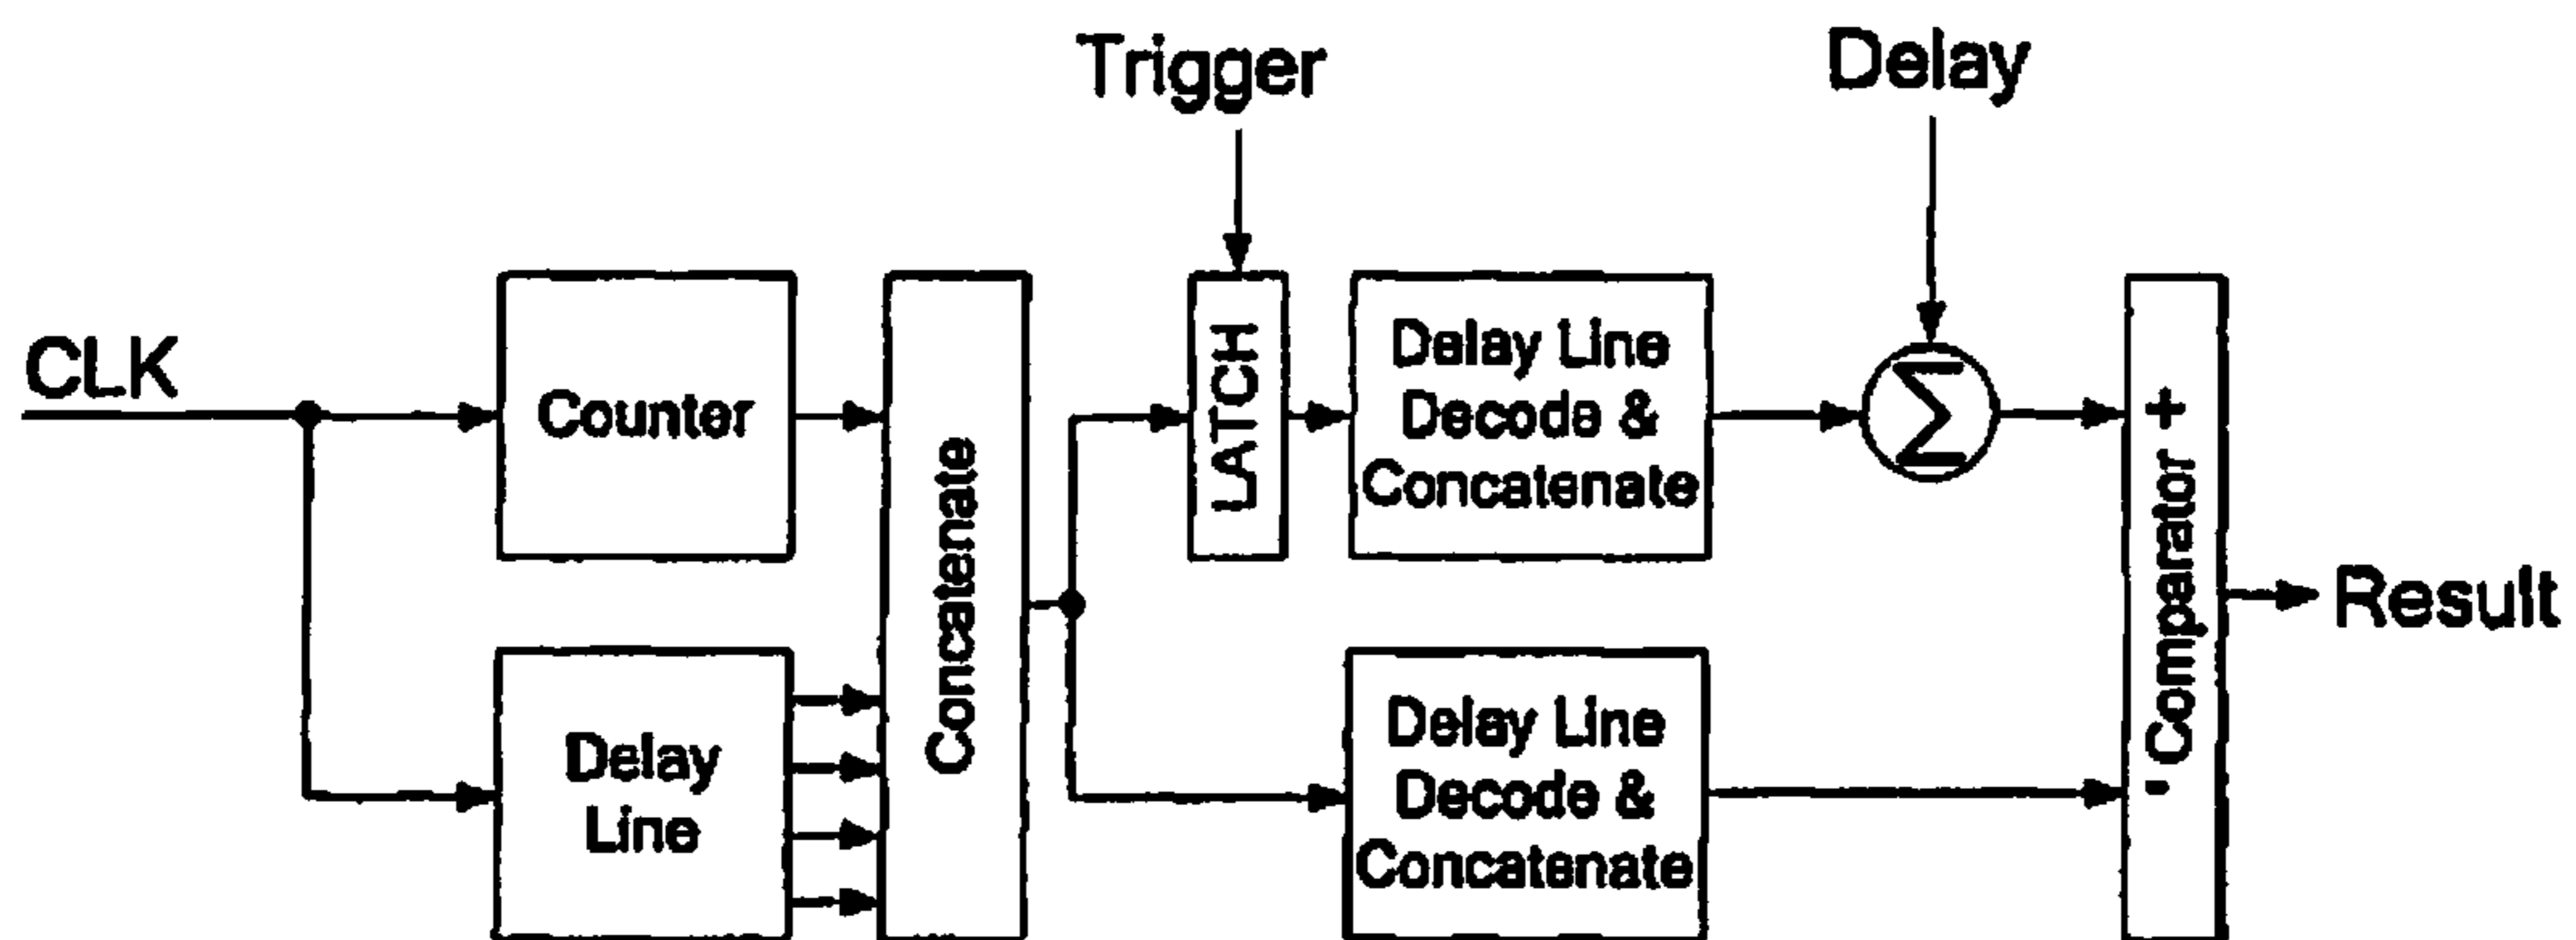 Trigger
Delay
CLK
Counter
Concatenate
LATCH
Delay Line
Decode &
Concatenate
Σ
- Comparator +
Result
Delay
Line
Delay Line
Decode &
Concatenate